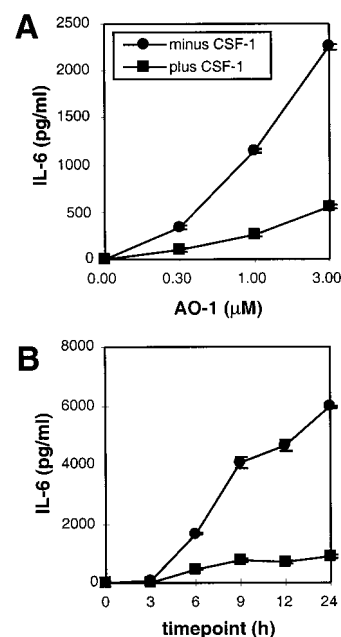 A
2500
2000
1500
1000
500
0
IL-6 (pg/ml)
minus CSF-1
plus CSF-1
0.00 0.30 1.00 3.00
AO-1 (μM)
B
8000
6000
4000
2000
0
IL-6 (pg/ml)
0 3 6 9 12 24
timepoint (h)